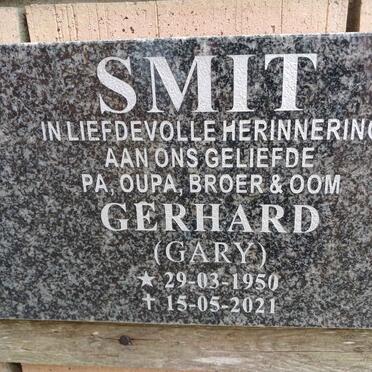 SMIT
IN LIEFDEVOLLE HERINNERING
AAN ONS GELIEFDE
PA, OUPA, BROER & OOM
GERHARD
(GARY)
★ 29-03-1950
✝ 15-05-2021